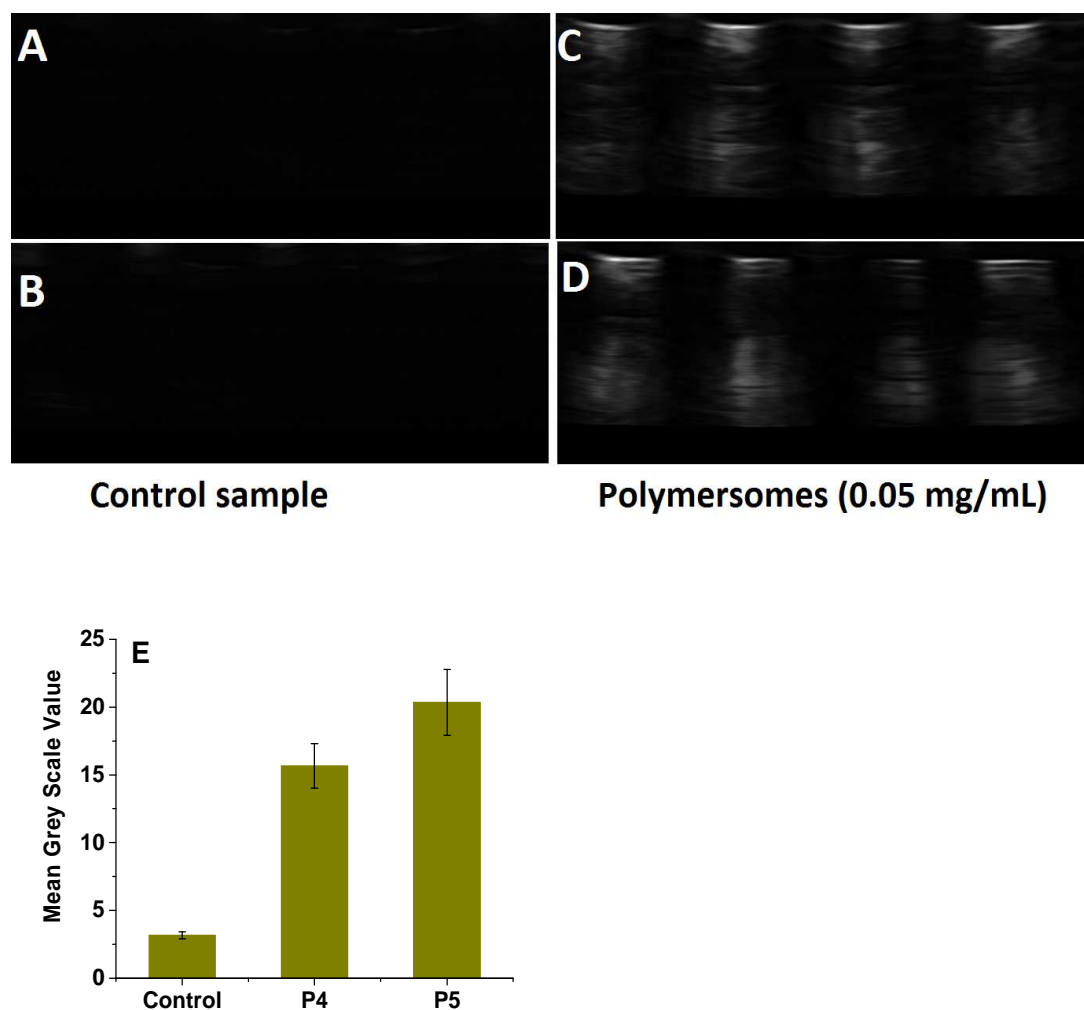 A
C
B
D
Control sample
Polymersomes (0.05 mg/mL)
E
Mean Grey Scale Value
25
20
15
10
5
0
Control P4 P5